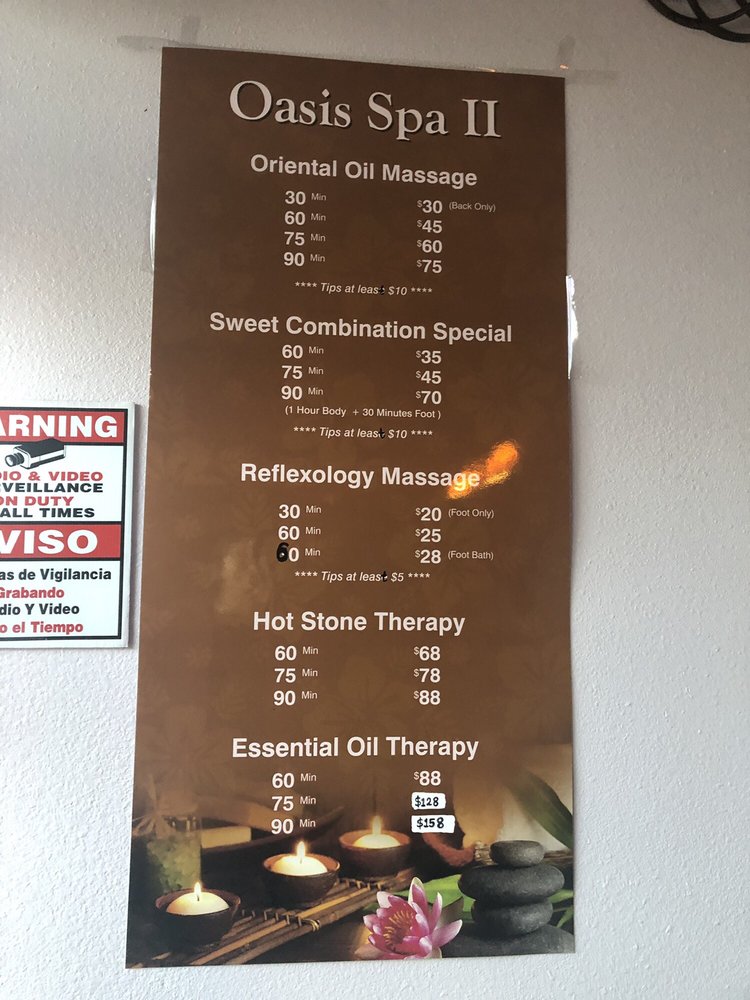 Oasis Spa II
Oriental Oil Massage
30 Min $30 (Back Only)
60 Min $45
75 Min $60
90 Min $75
**** Tips at least $10 ****
Sweet Combination Special
60 Min $35
75 Min $45
90 Min $70
(1 Hour Body + 30 Minutes Foot )
**** Tips at least $10 ****
Reflexology Massage
30 Min $20 (Foot Only)
60 Min $25
60 Min $28 (Foot Bath)
**** Tips at least $5 ****
Hot Stone Therapy
60 Min $68
75 Min $78
90 Min $88
Essential Oil Therapy
60 Min $88
75 Min $128
90 Min $158
ARNING
IO & VIDEO
VEILLANCE
ON DUTY
ALL TIMES
VISO
as de Vigilancia
Grabando
dio Y Video
o el Tiempo